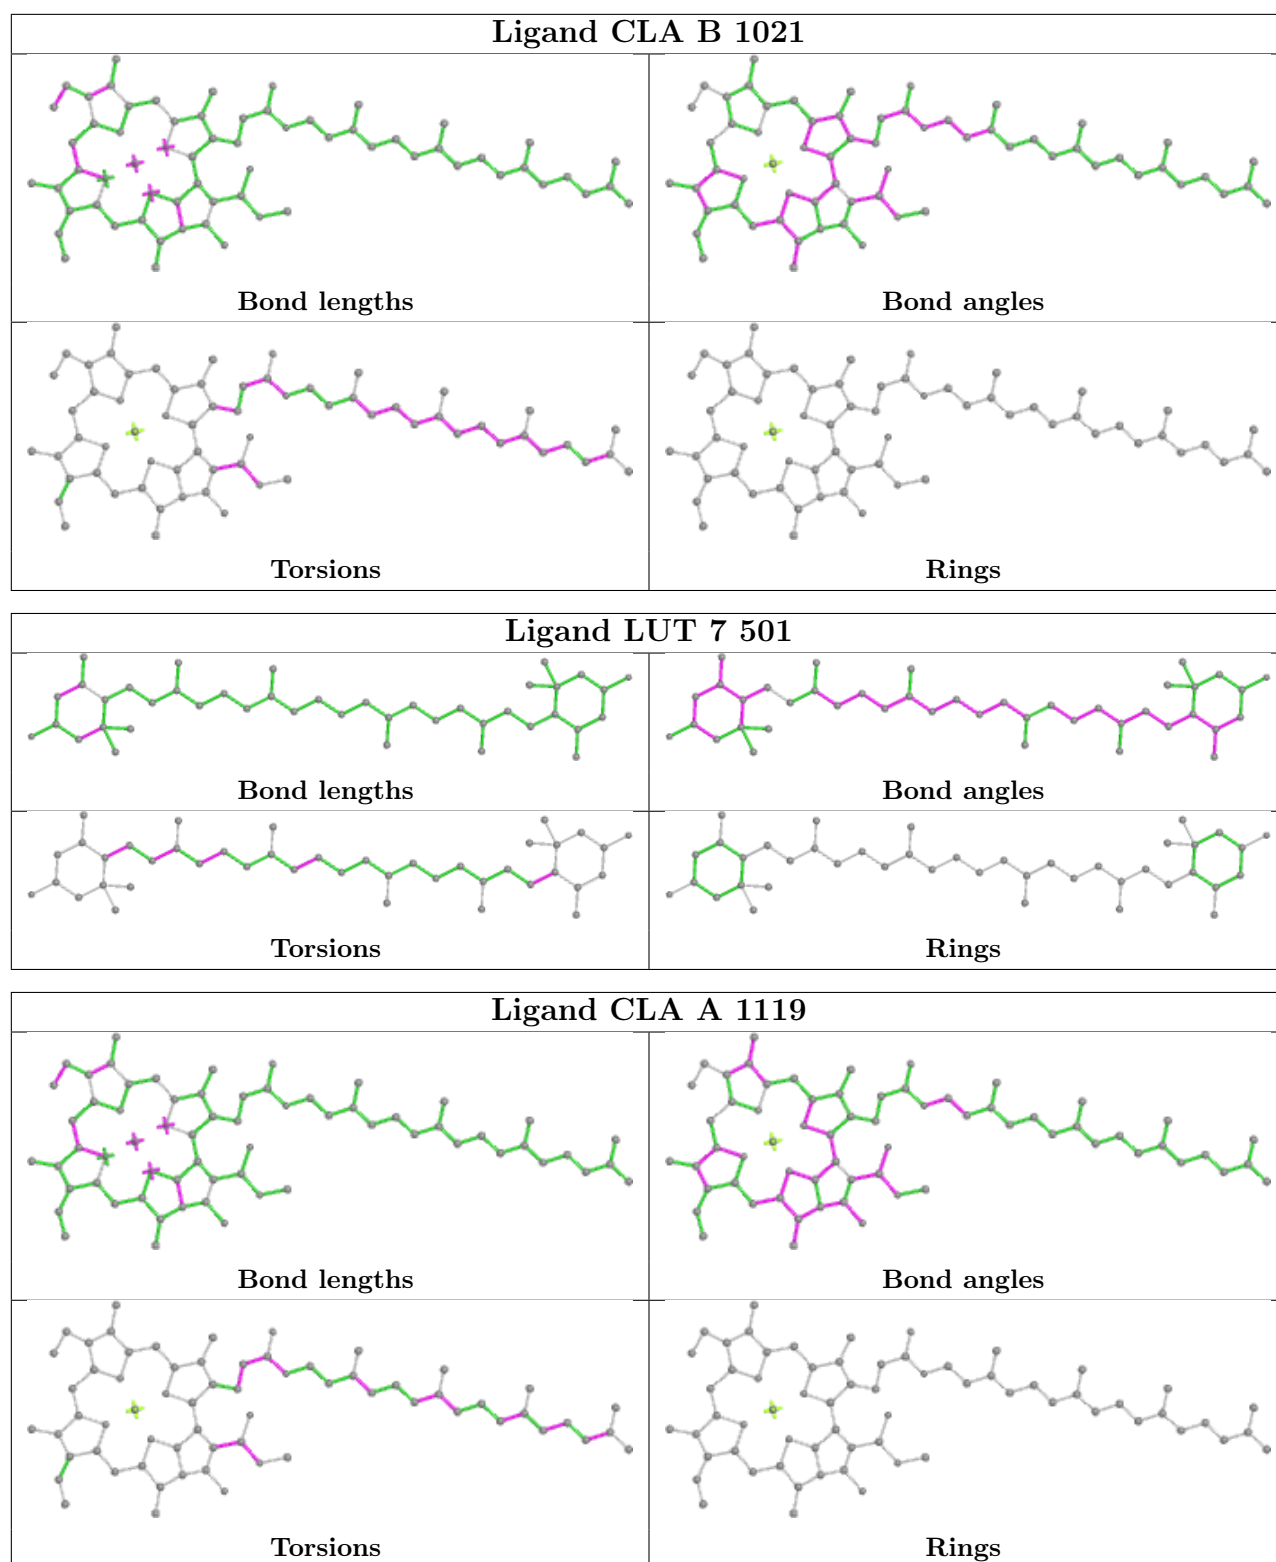 Ligand CLA B 1021
Bond lengths
Bond angles
Torsions
Rings
Ligand LUT 7 501
Bond lengths
Bond angles
Torsions
Rings
Ligand CLA A 1119
Bond lengths
Bond angles
Torsions
Rings